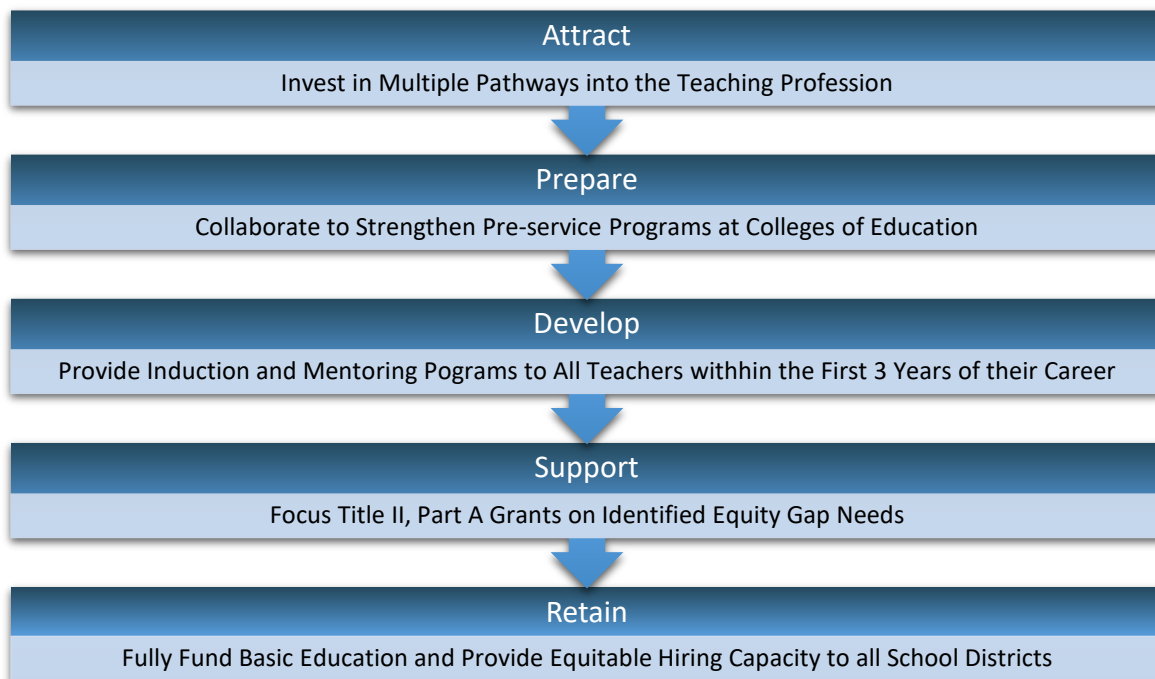 Attract
Invest in Multiple Pathways into the Teaching Profession
Prepare
Collaborate to Strengthen Pre-service Programs at Colleges of Education
Develop
Provide Induction and Mentoring Pograms to All Teachers withhin the First 3 Years of their Career
Support
Focus Title II, Part A Grants on Identified Equity Gap Needs
Retain
Fully Fund Basic Education and Provide Equitable Hiring Capacity to all School Districts